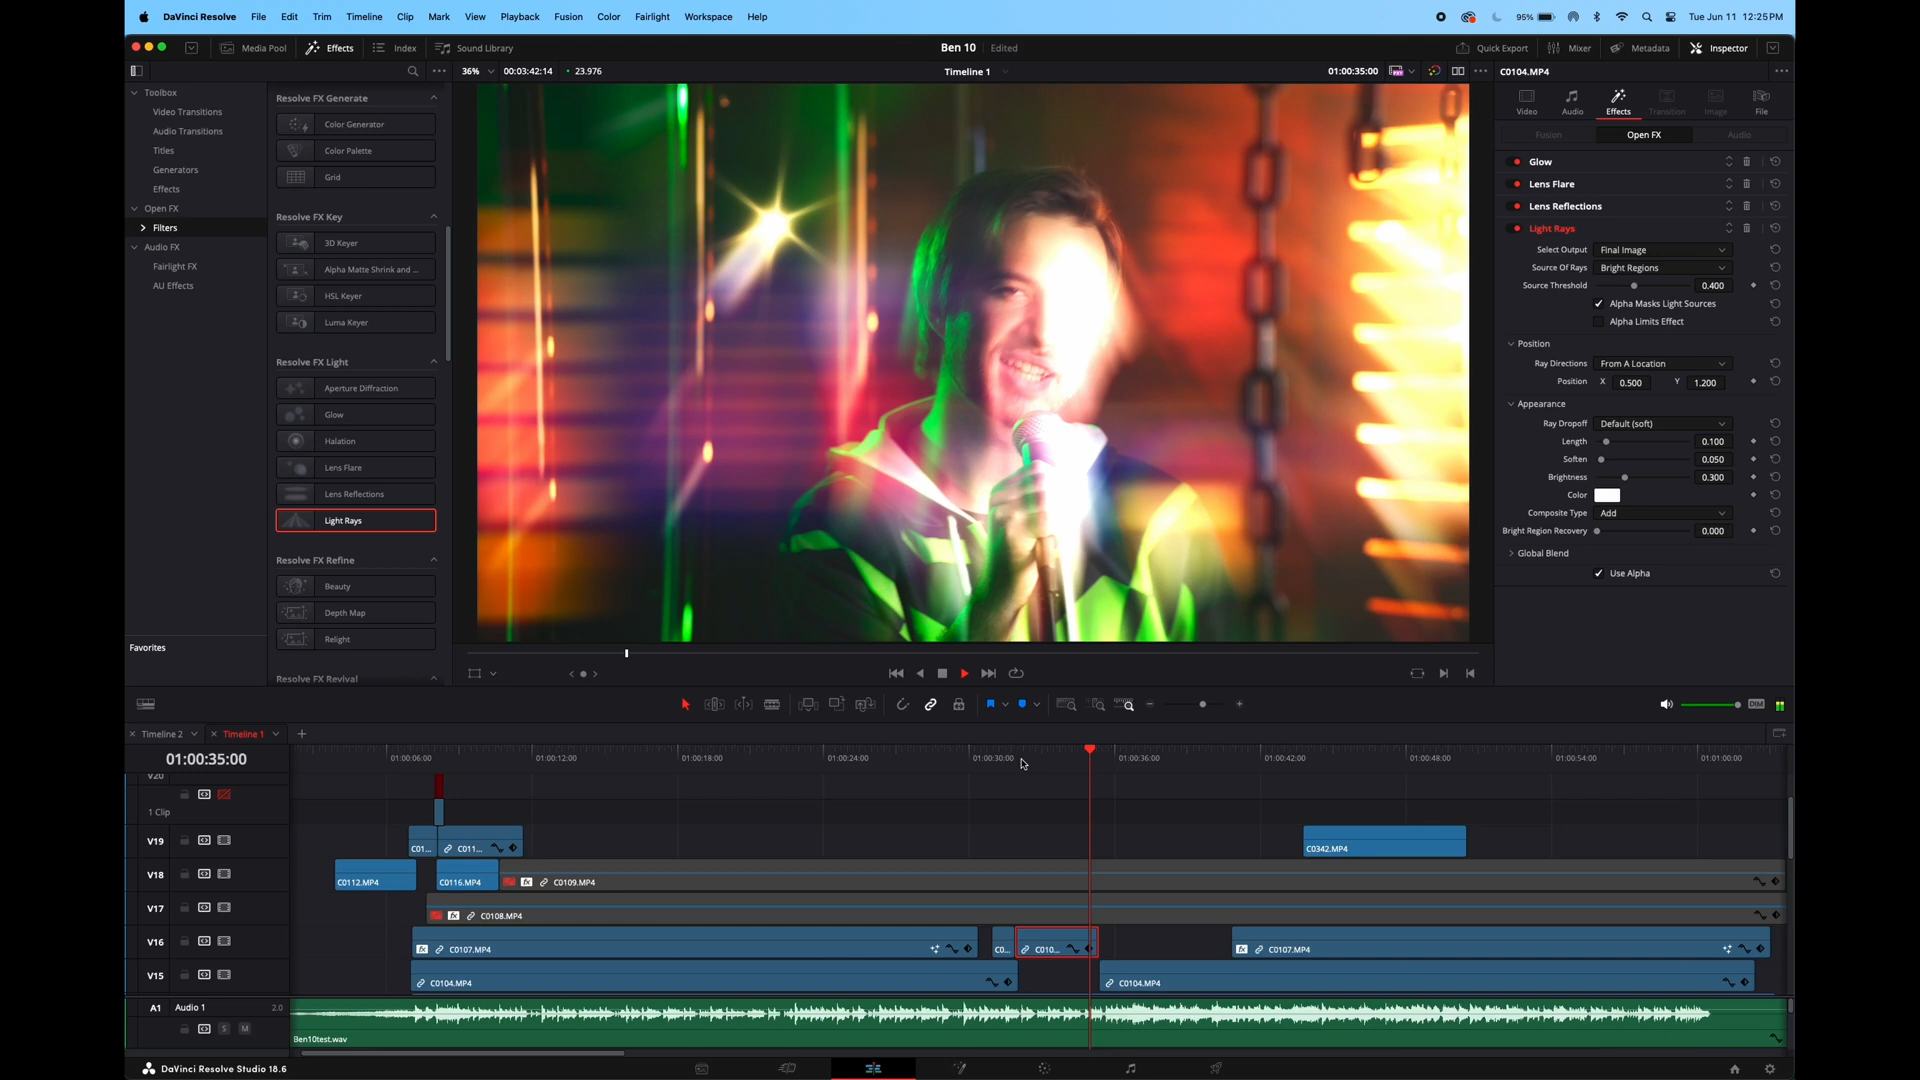 DaVinci Resolve File Edit Trim Timeline Clip Mark View Playback Fusion Color Fairlight Workspace Help 95% Tue Jun 11 12:25PM
Media Pool Effects Index Sound Library Ben 10 Edited Quick Export Mixer Metadata Inspector
36% 00:03:42:14 23.976 Timeline 1 01:00:35:00 C0104.MP4
Toolbox
Video Transitions
Audio Transitions
Titles
Generators
Effects
Open FX
Filters
Audio FX
Fairlight FX
AU Effects
Favorites
Resolve FX Generate
Color Generator
Color Palette
Grid
Resolve FX Key
3D Keyer
Alpha Matte Shrink and ...
HSL Keyer
Luma Keyer
Resolve FX Light
Aperture Diffraction
Glow
Halation
Lens Flare
Lens Reflections
Light Rays
Resolve FX Refine
Beauty
Depth Map
Relight
Resolve FX Revival
Video Audio Effects Transition Image File
Fusion Open FX Audio
Glow
Lens Flare
Lens Reflections
Light Rays
Select Output Final Image
Source Of Rays Bright Regions
Source Threshold 0.400
Alpha Masks Light Sources
Alpha Limits Effect
Position
Ray Directions From A Location
Position X 0.500 Y 1.200
Appearance
Ray Dropoff Default (soft)
Length 0.100
Soften 0.050
Brightness 0.300
Color
Composite Type Add
Bright Region Recovery 0.000
Global Blend
Use Alpha
DIM
Timeline 2 Timeline 1
01:00:35:00 01:00:06:00 01:00:12:00 01:00:18:00 01:00:24:00 01:00:30:00 01:00:36:00 01:00:42:00 01:00:48:00 01:00:54:00 01:01:00:00
V20
1 Clip
V19 C01... C011... C0342.MP4
V18 C0112.MP4 C0116.MP4 fx C0109.MP4
V17 fx C0108.MP4
V16 fx C0107.MP4 C0... C010... fx C0107.MP4
V15 C0104.MP4 C0104.MP4
A1 Audio 1 2.0
S M
Ben10test.wav
DaVinci Resolve Studio 18.6